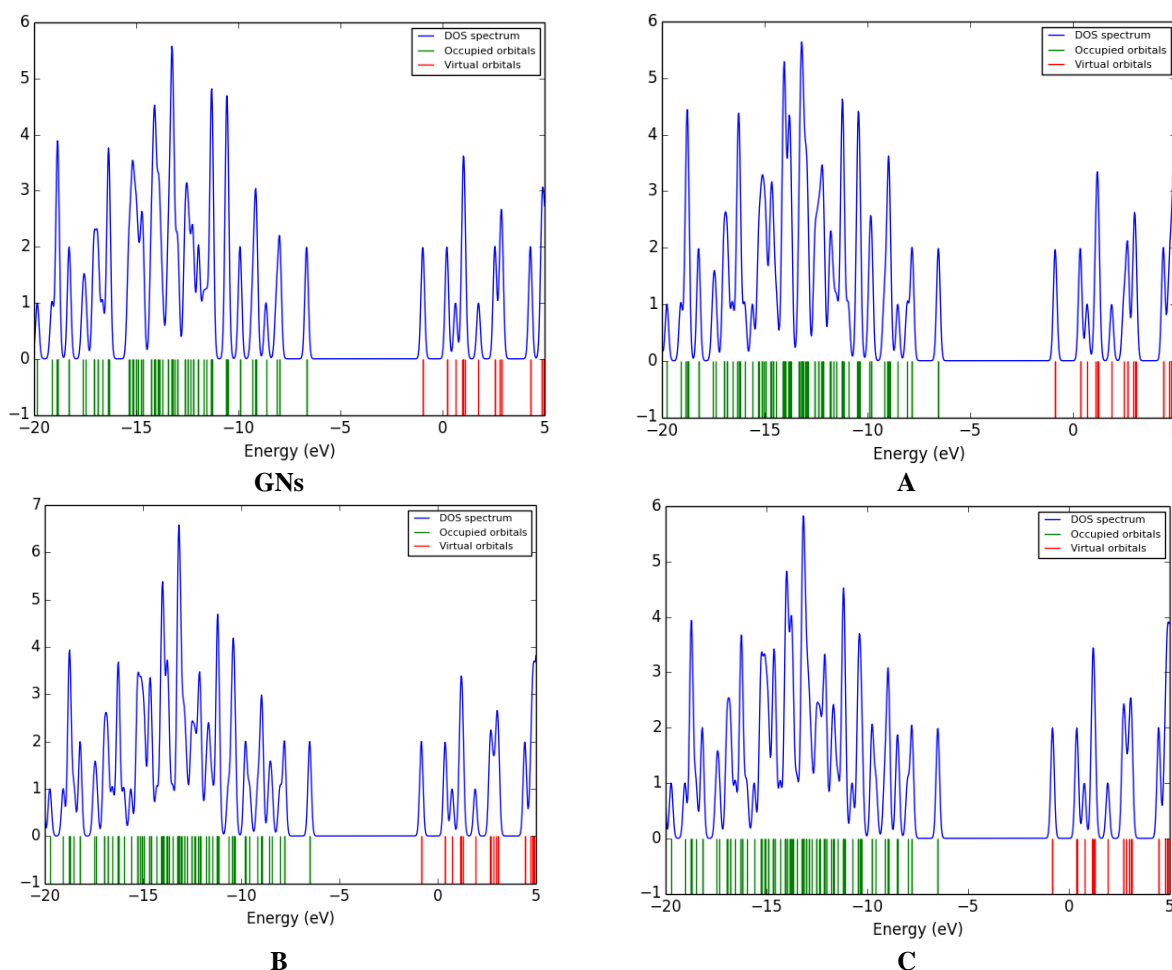 6
5
4
3
2
1
0
−1
−20
−15
−10
−5
0
5
Energy (eV)
DOS spectrum
Occupied orbitals
Virtual orbitals
GNs
6
5
4
3
2
1
0
−1
−20
−15
−10
−5
0
5
Energy (eV)
DOS spectrum
Occupied orbitals
Virtual orbitals
A
7
6
5
4
3
2
1
0
−1
−20
−15
−10
−5
0
5
Energy (eV)
DOS spectrum
Occupied orbitals
Virtual orbitals
B
6
5
4
3
2
1
0
−1
−20
−15
−10
−5
0
5
Energy (eV)
DOS spectrum
Occupied orbitals
Virtual orbitals
C